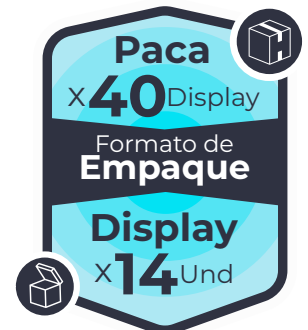 Paca
X40Display
Formato de
Empaque
Display
X14Und